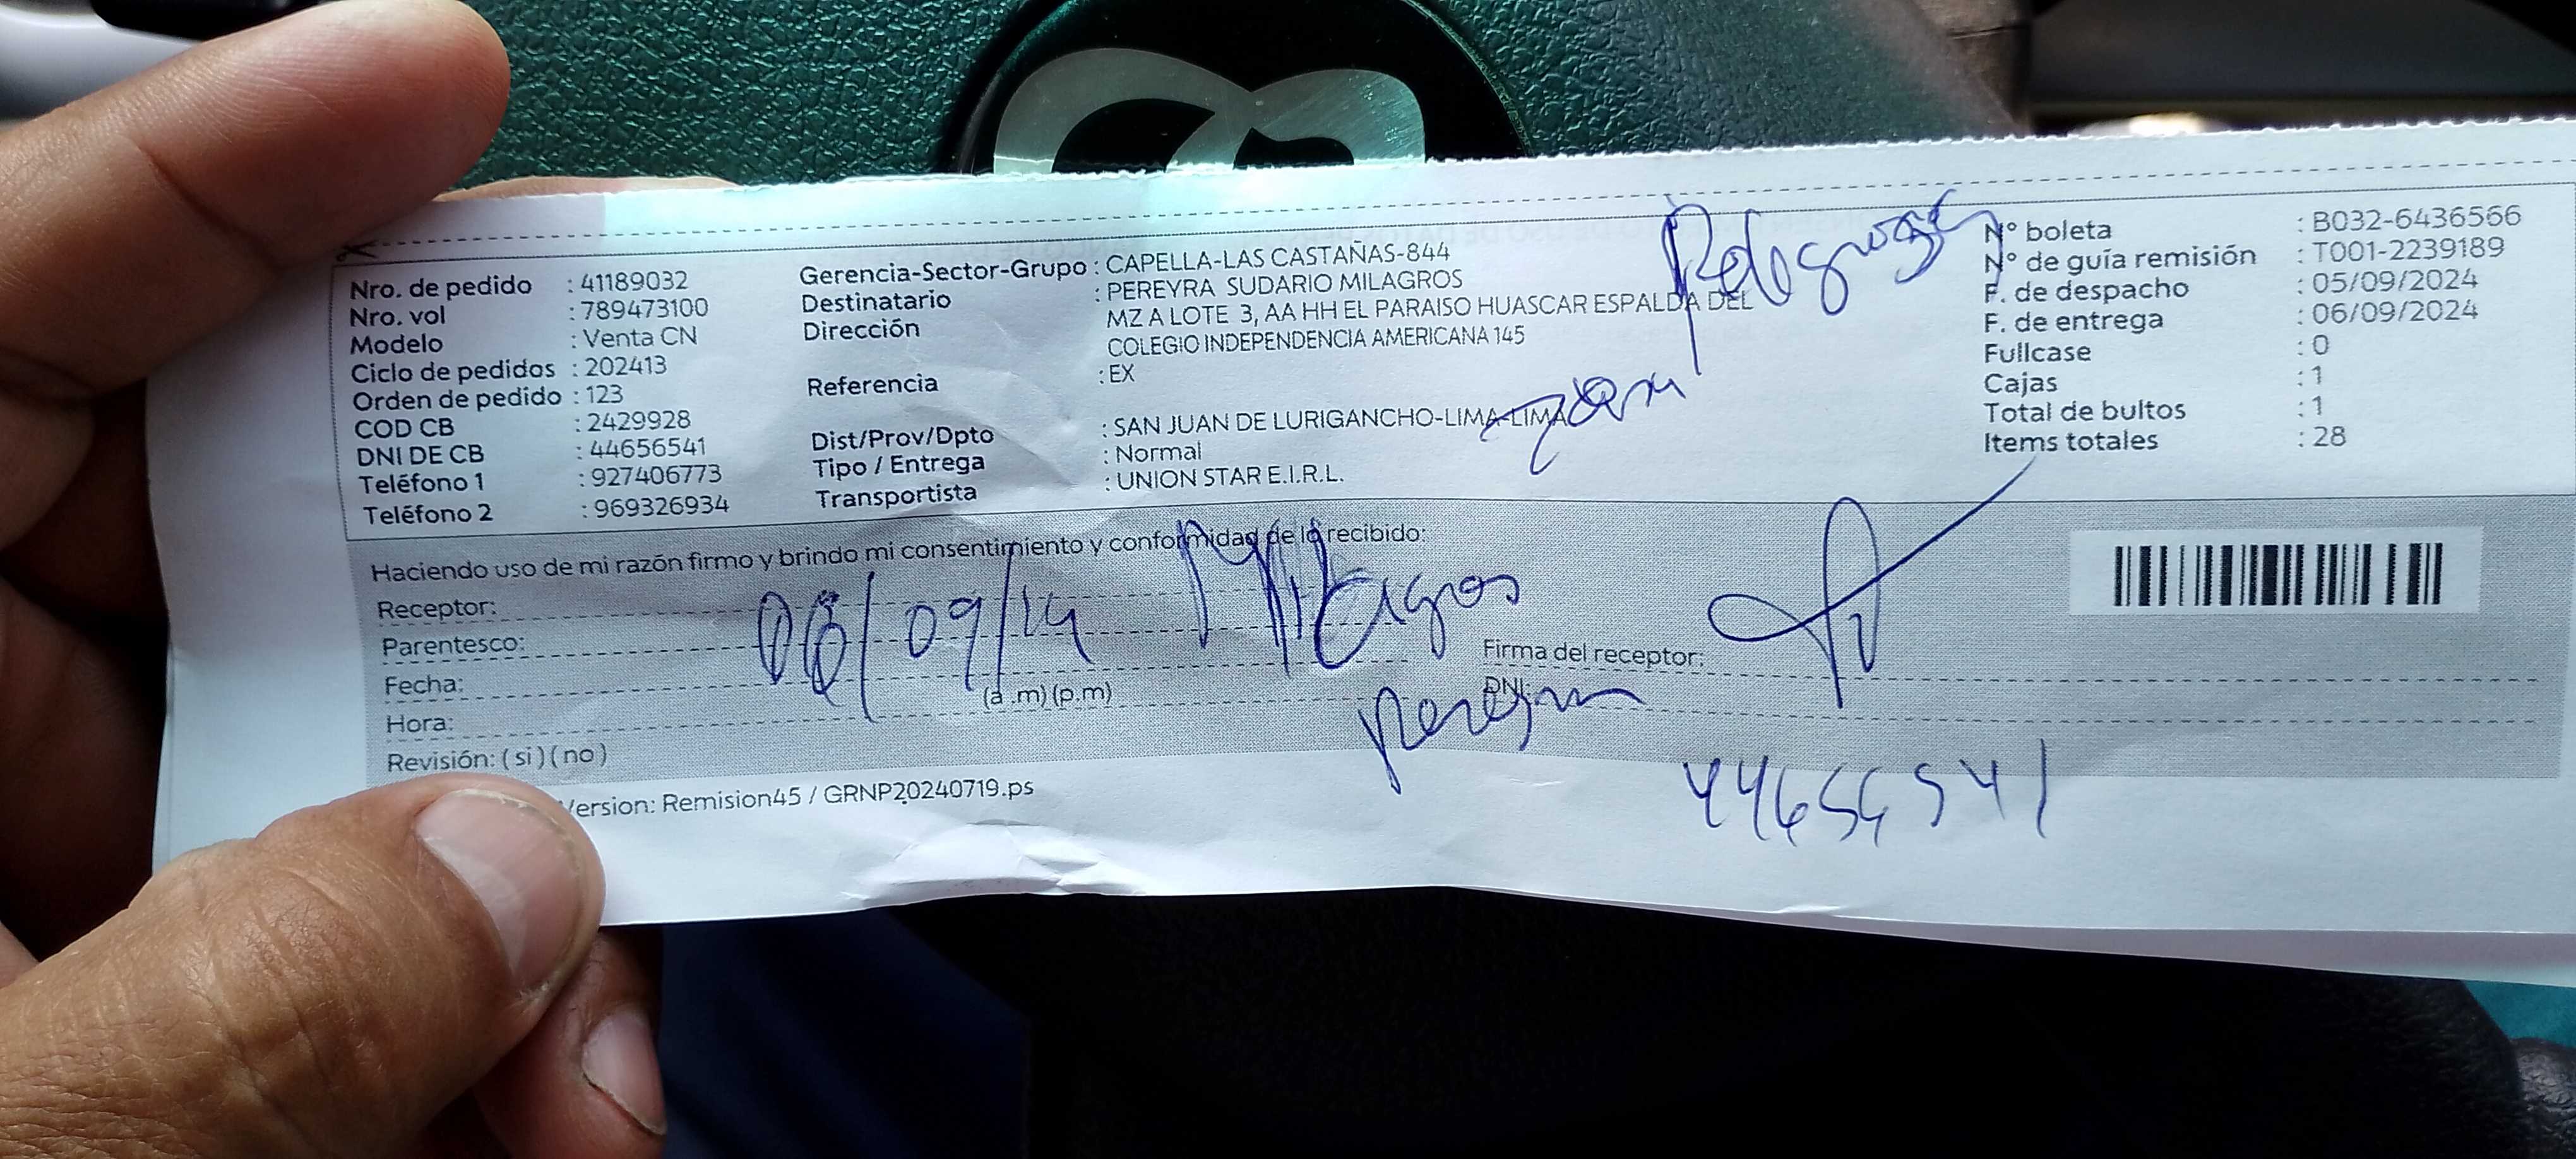 Nro. de pedido : 41189032
Nro. vol : 789473100
Modelo : Venta CN
Ciclo de pedidos : 202413
Orden de pedido : 123
COD CB : 2429928
DNI DE CB : 44656541
Teléfono 1 : 927406773
Teléfono 2 : 969326934
Gerencia-Sector-Grupo : CAPELLA-LAS CASTAÑAS-844
Destinatario : PEREYRA SUDARIO MILAGROS
Dirección MZ A LOTE 3, AA HH EL PARAISO HUASCAR ESPALDA DEL
COLEGIO INDEPENDENCIA AMERICANA 145
Referencia : EX
Dist/Prov/Dpto : SAN JUAN DE LURIGANCHO-LIMA-LIMA
Tipo / Entrega : Normal
Transportista : UNION STAR E.I.R.L.
N° boleta : B032-6436566
N° de guía remisión : T001-2239189
F. de despacho : 05/09/2024
F. de entrega : 06/09/2024
Fullcase : 0
Cajas : 1
Total de bultos : 1
Items totales : 28
Haciendo uso de mi razón firmo y brindo mi consentimiento y conformidad de lo recibido:
Receptor:
Parentesco:
Fecha:
Hora: (a .m) (p.m)
Revisión: ( si ) ( no )
Milagros
Firma del receptor:
DNI:
44656541
Version: Remision45 / GRNP20240719.ps